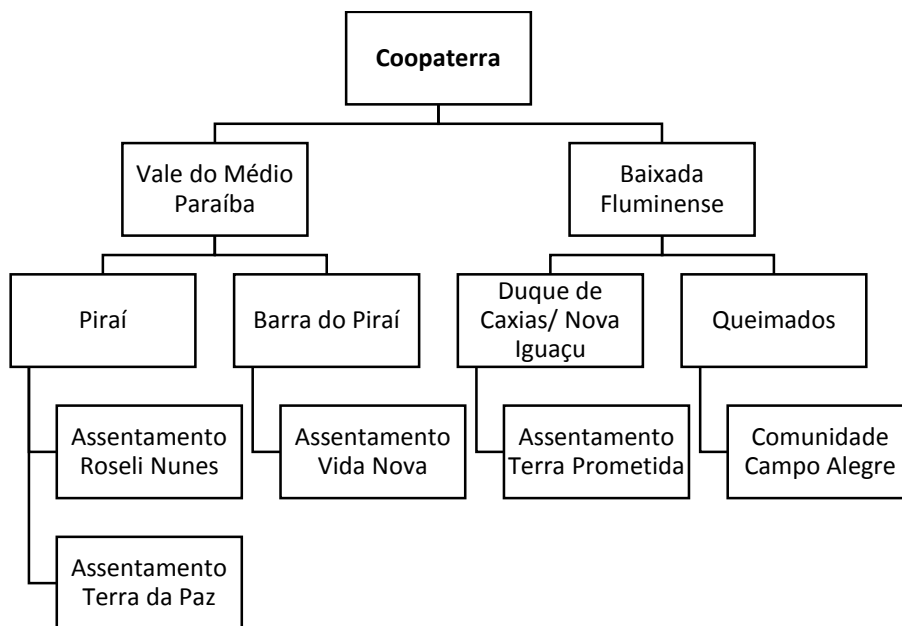 Coopaterra
Vale do Médio
Paraíba
Baixada
Fluminense
Piraí
Barra do Piraí
Duque de
Caxias/ Nova
Iguaçu
Queimados
Assentamento
Roseli Nunes
Assentamento
Vida Nova
Assentamento
Terra Prometida
Comunidade
Campo Alegre
Assentamento
Terra da Paz